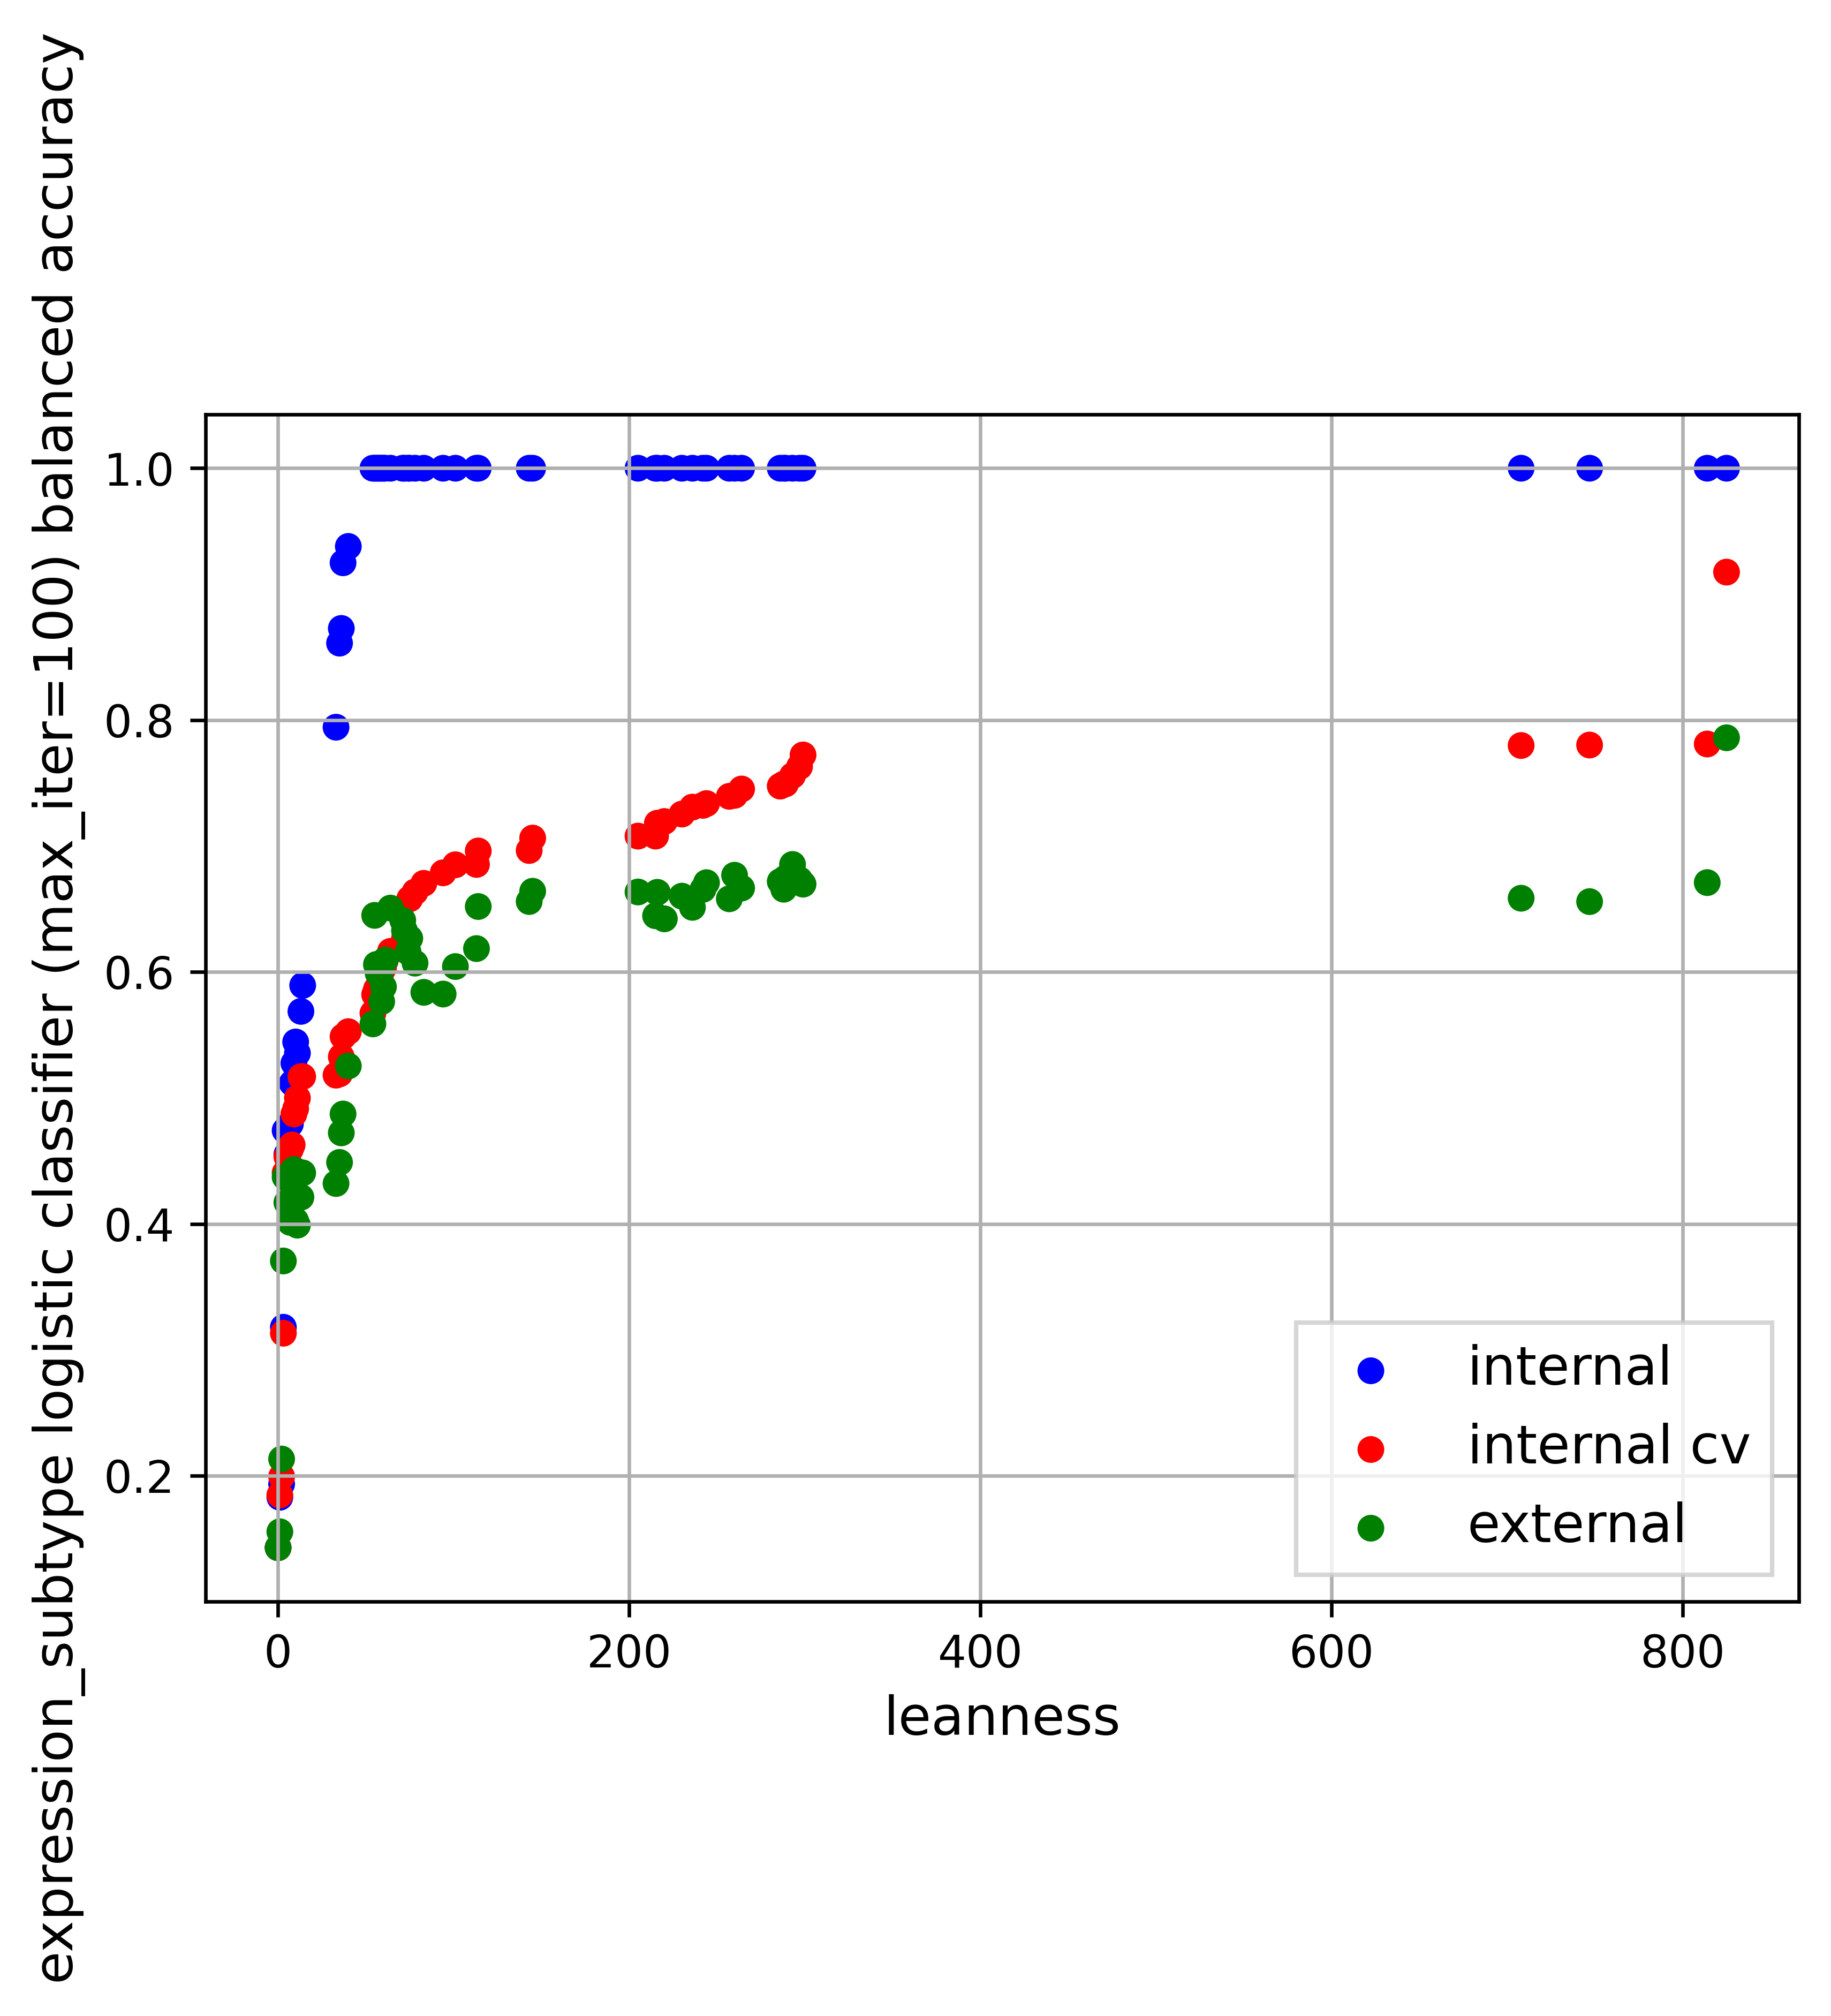 expression_subtype logistic classifier (max_iter=100) balanced accuracy
1.0
0.8
0.6
0.4
0.2
internal
internal cv
external
0 200 400 600 800
leanness